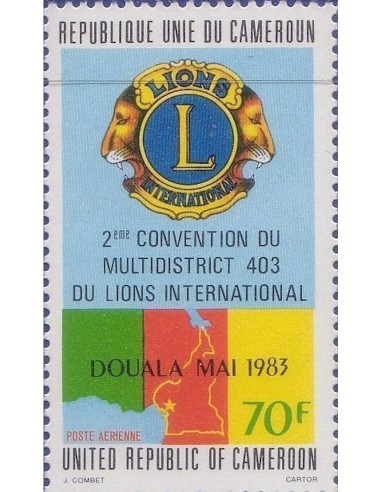 REPUBLIQUE UNIE DU CAMEROUN
LIONS
L
INTERNATIONAL
2ème CONVENTION DU
MULTIDISTRICT 403
DU LIONS INTERNATIONAL
DOUALA MAI 1983
70F
POSTE AERIENNE
UNITED REPUBLIC OF CAMEROON
J. COMBET CARTOR